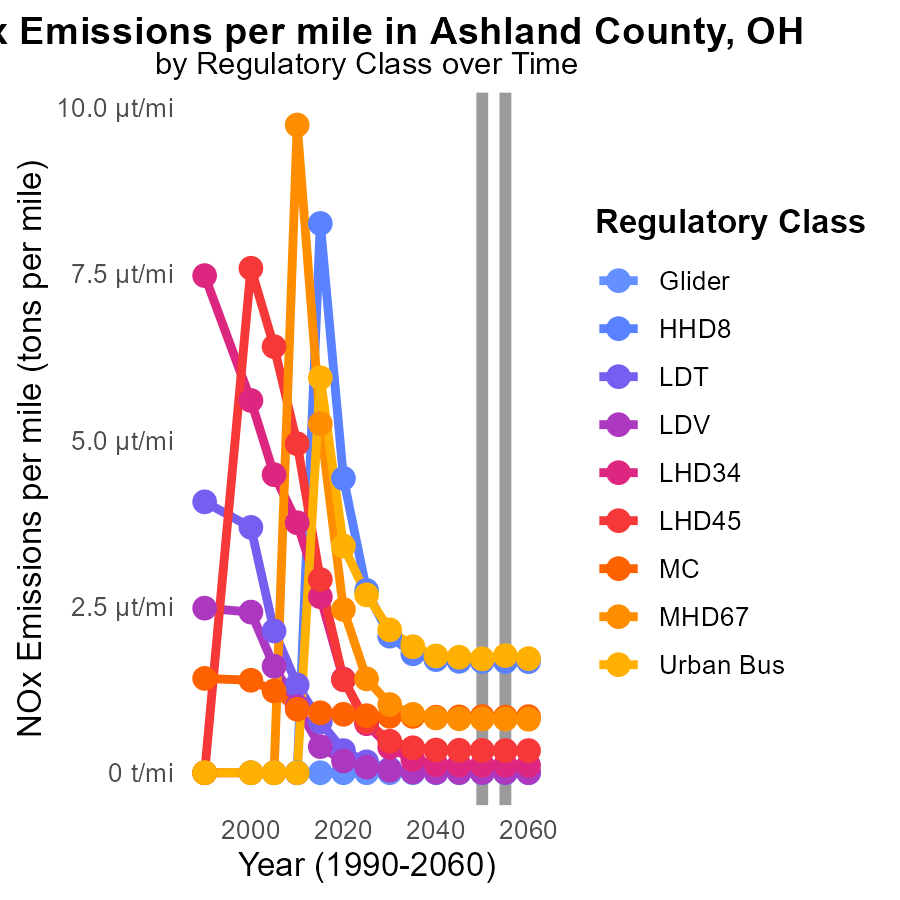 x Emissions per mile in Ashland County, OH
by Regulatory Class over Time
NOx Emissions per mile (tons per mile)
10.0 µt/mi
7.5 µt/mi
5.0 µt/mi
2.5 µt/mi
0 t/mi
2000 2020 2040 2060
Year (1990-2060)
Regulatory Class
Glider
HHD8
LDT
LDV
LHD34
LHD45
MC
MHD67
Urban Bus